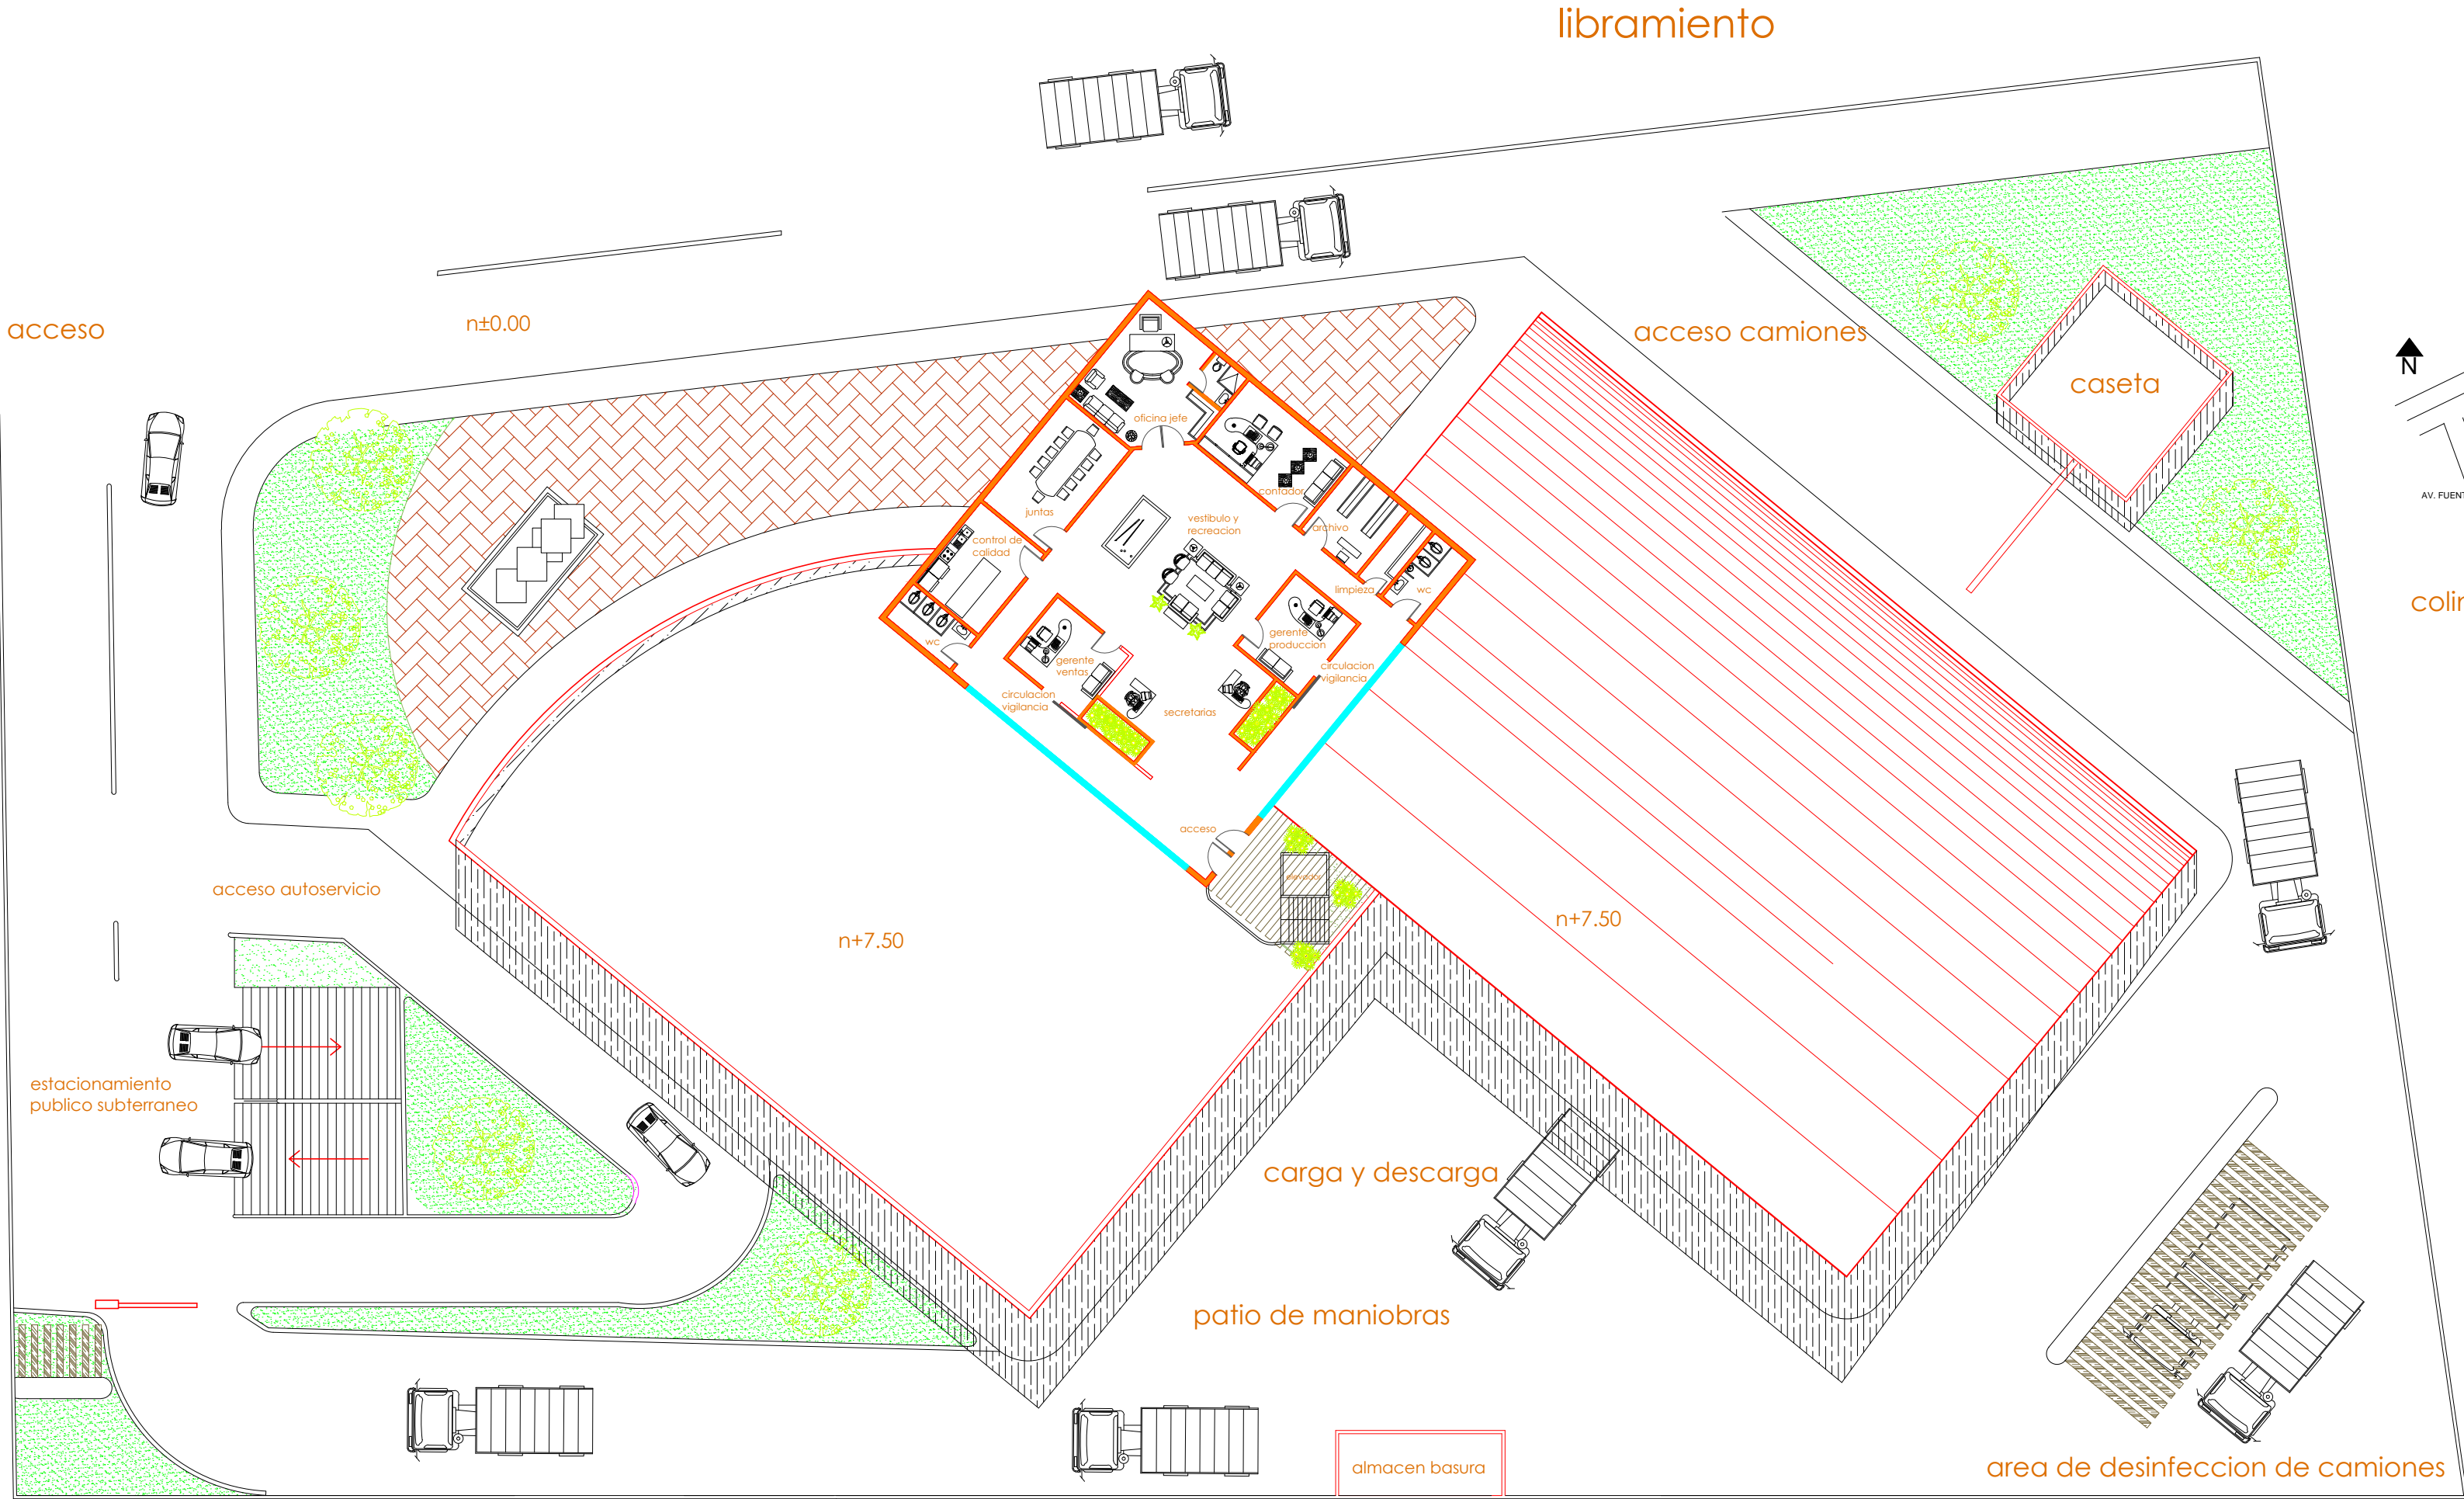 libramiento
acceso
n±0.00
acceso camiones
caseta
N
AV. FUENT
colin
oficina jefe
contador
juntas
vestibulo y
recreacion
archivo
control de
calidad
limpieza
wc
wc
gerente
produccion
gerente
ventas
circulacion
vigilancia
circulacion
vigilancia
secretarias
acceso
elevador
acceso autoservicio
n+7.50
n+7.50
estacionamiento
publico subterraneo
carga y descarga
patio de maniobras
almacen basura
area de desinfeccion de camiones